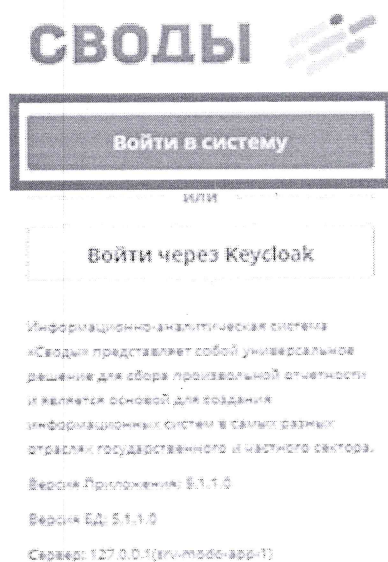 СВОДЫ
Войти в систему
или
Войти через Keycloak
Информационно-аналитическая система
«Своды» представляет собой универсальное
решение для сбора произвольной отчетности
и является основой для создания
информационных систем в самых разных
отраслях государственного и частного сектора.
Версия Приложения: 5.1.1.0
Версия БД: 5.1.1.0
Сервер: 127.0.0.1(srv-modo-app-1)